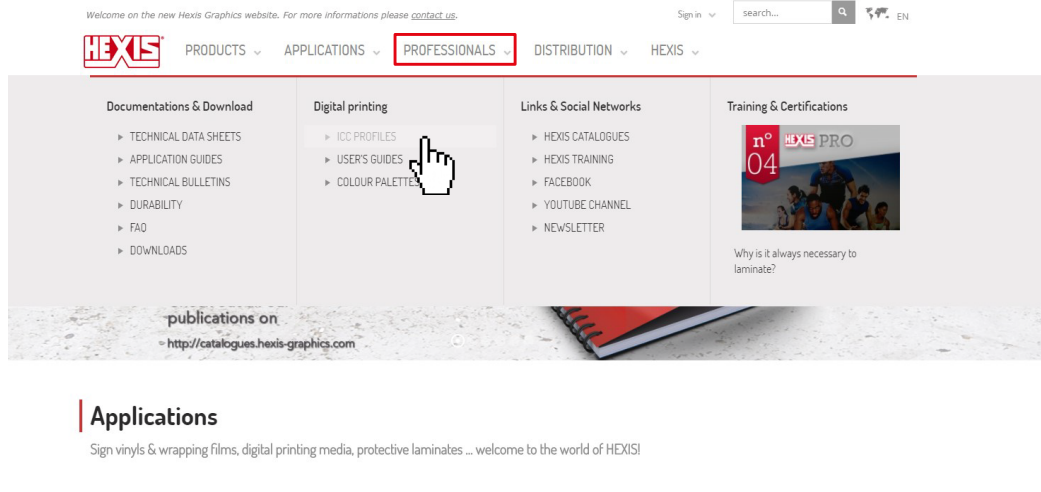 Welcome on the new Hexis Graphics website. For more informations please contact us.
Sign in
search...
EN
HEXIS
PRODUCTS
APPLICATIONS
PROFESSIONALS
DISTRIBUTION
HEXIS
Documentations & Download
TECHNICAL DATA SHEETS
APPLICATION GUIDES
TECHNICAL BULLETINS
DURABILITY
FAQ
DOWNLOADS
Digital printing
ICC PROFILES
USER'S GUIDES
COLOUR PALETTES
Links & Social Networks
HEXIS CATALOGUES
HEXIS TRAINING
FACEBOOK
YOUTUBE CHANNEL
NEWSLETTER
Training & Certifications
n° HEXIS PRO
04
Why is it always necessary to
laminate?
publications on
http://catalogues.hexis-graphics.com
Applications
Sign vinyls & wrapping films, digital printing media, protective laminates ... welcome to the world of HEXIS!